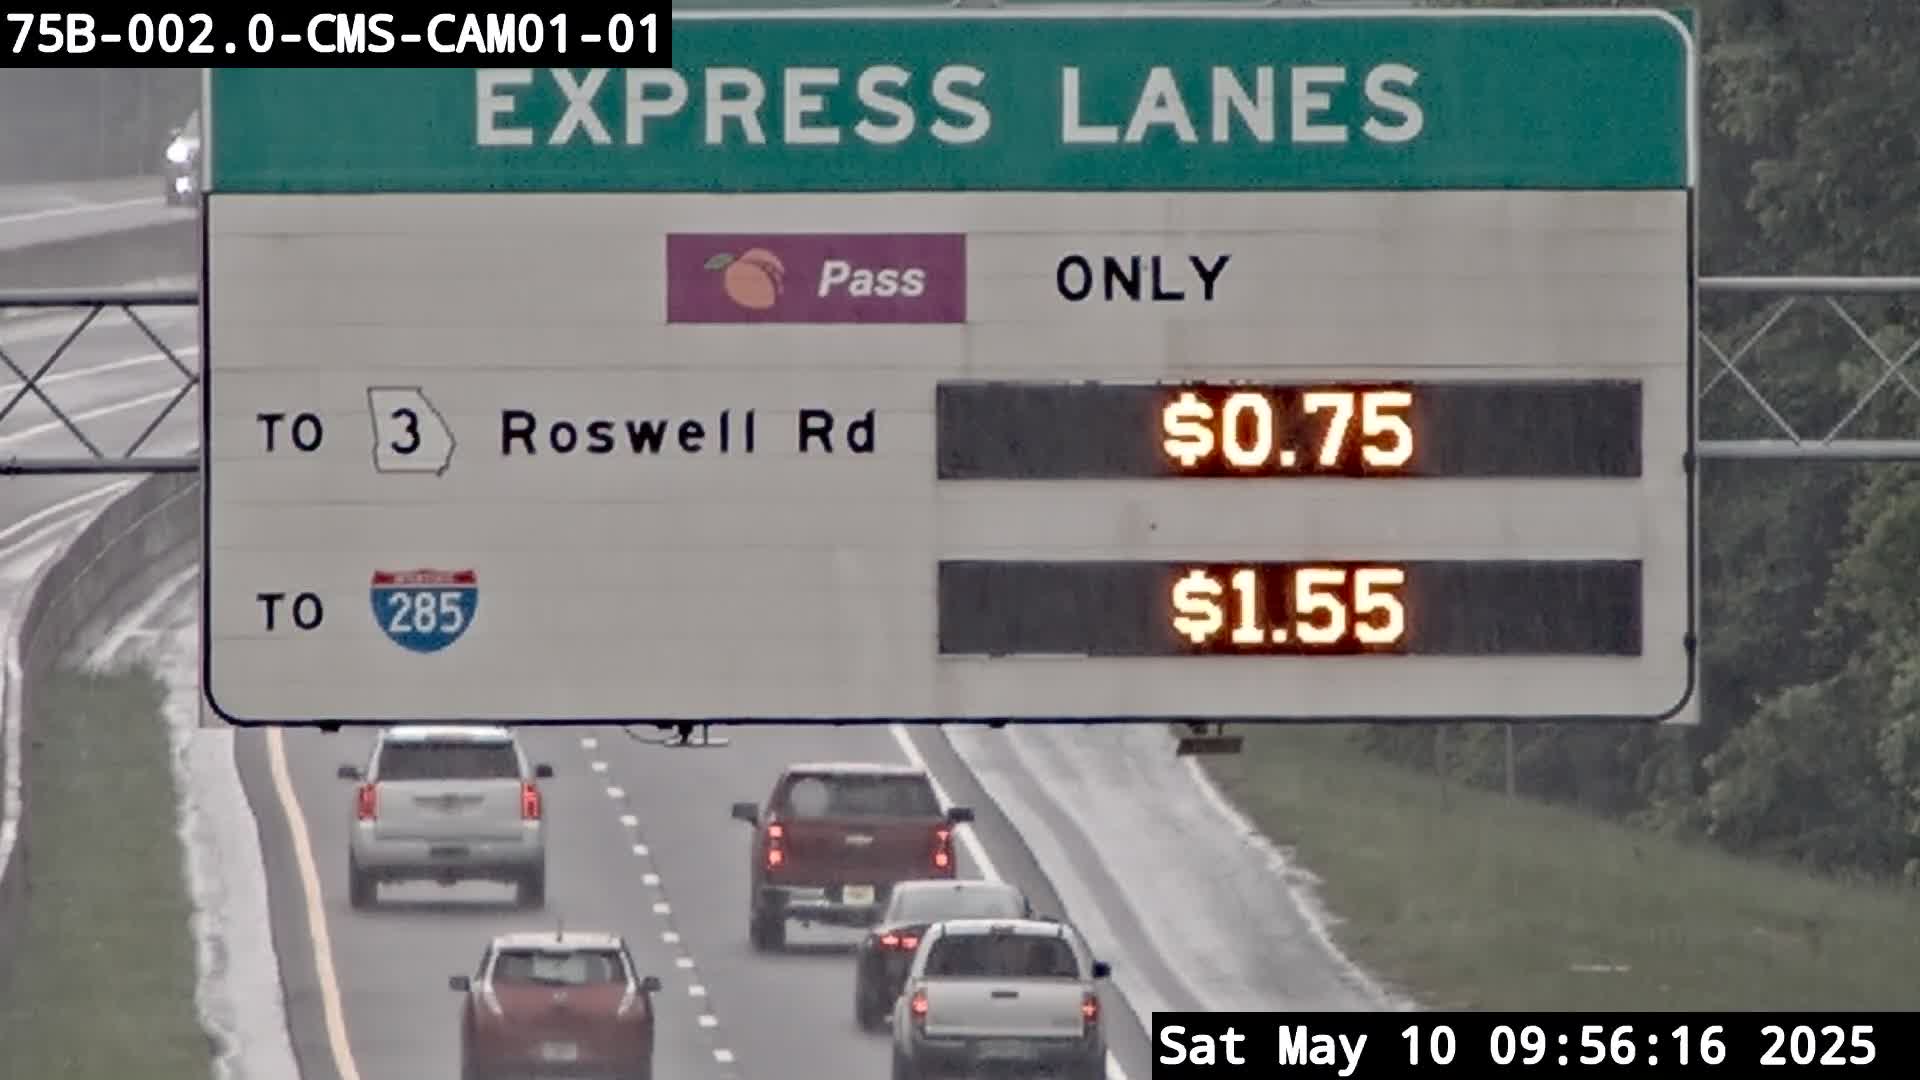 75B-002.0-CMS-CAM01-01
EXPRESS LANES
Pass ONLY
TO 3 Roswell Rd $0.75
TO 285 $1.55
Sat May 10 09:56:16 2025